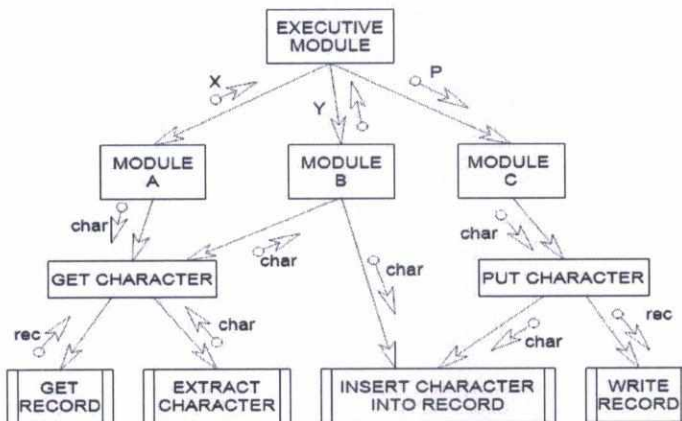 EXECUTIVE
MODULE
X
P
Y
MODULE
A
MODULE
B
MODULE
C
char
char
char
char
GET CHARACTER
PUT CHARACTER
rec
char
char
rec
GET
RECORD
EXTRACT
CHARACTER
INSERT CHARACTER
INTO RECORD
WRITE
RECORD